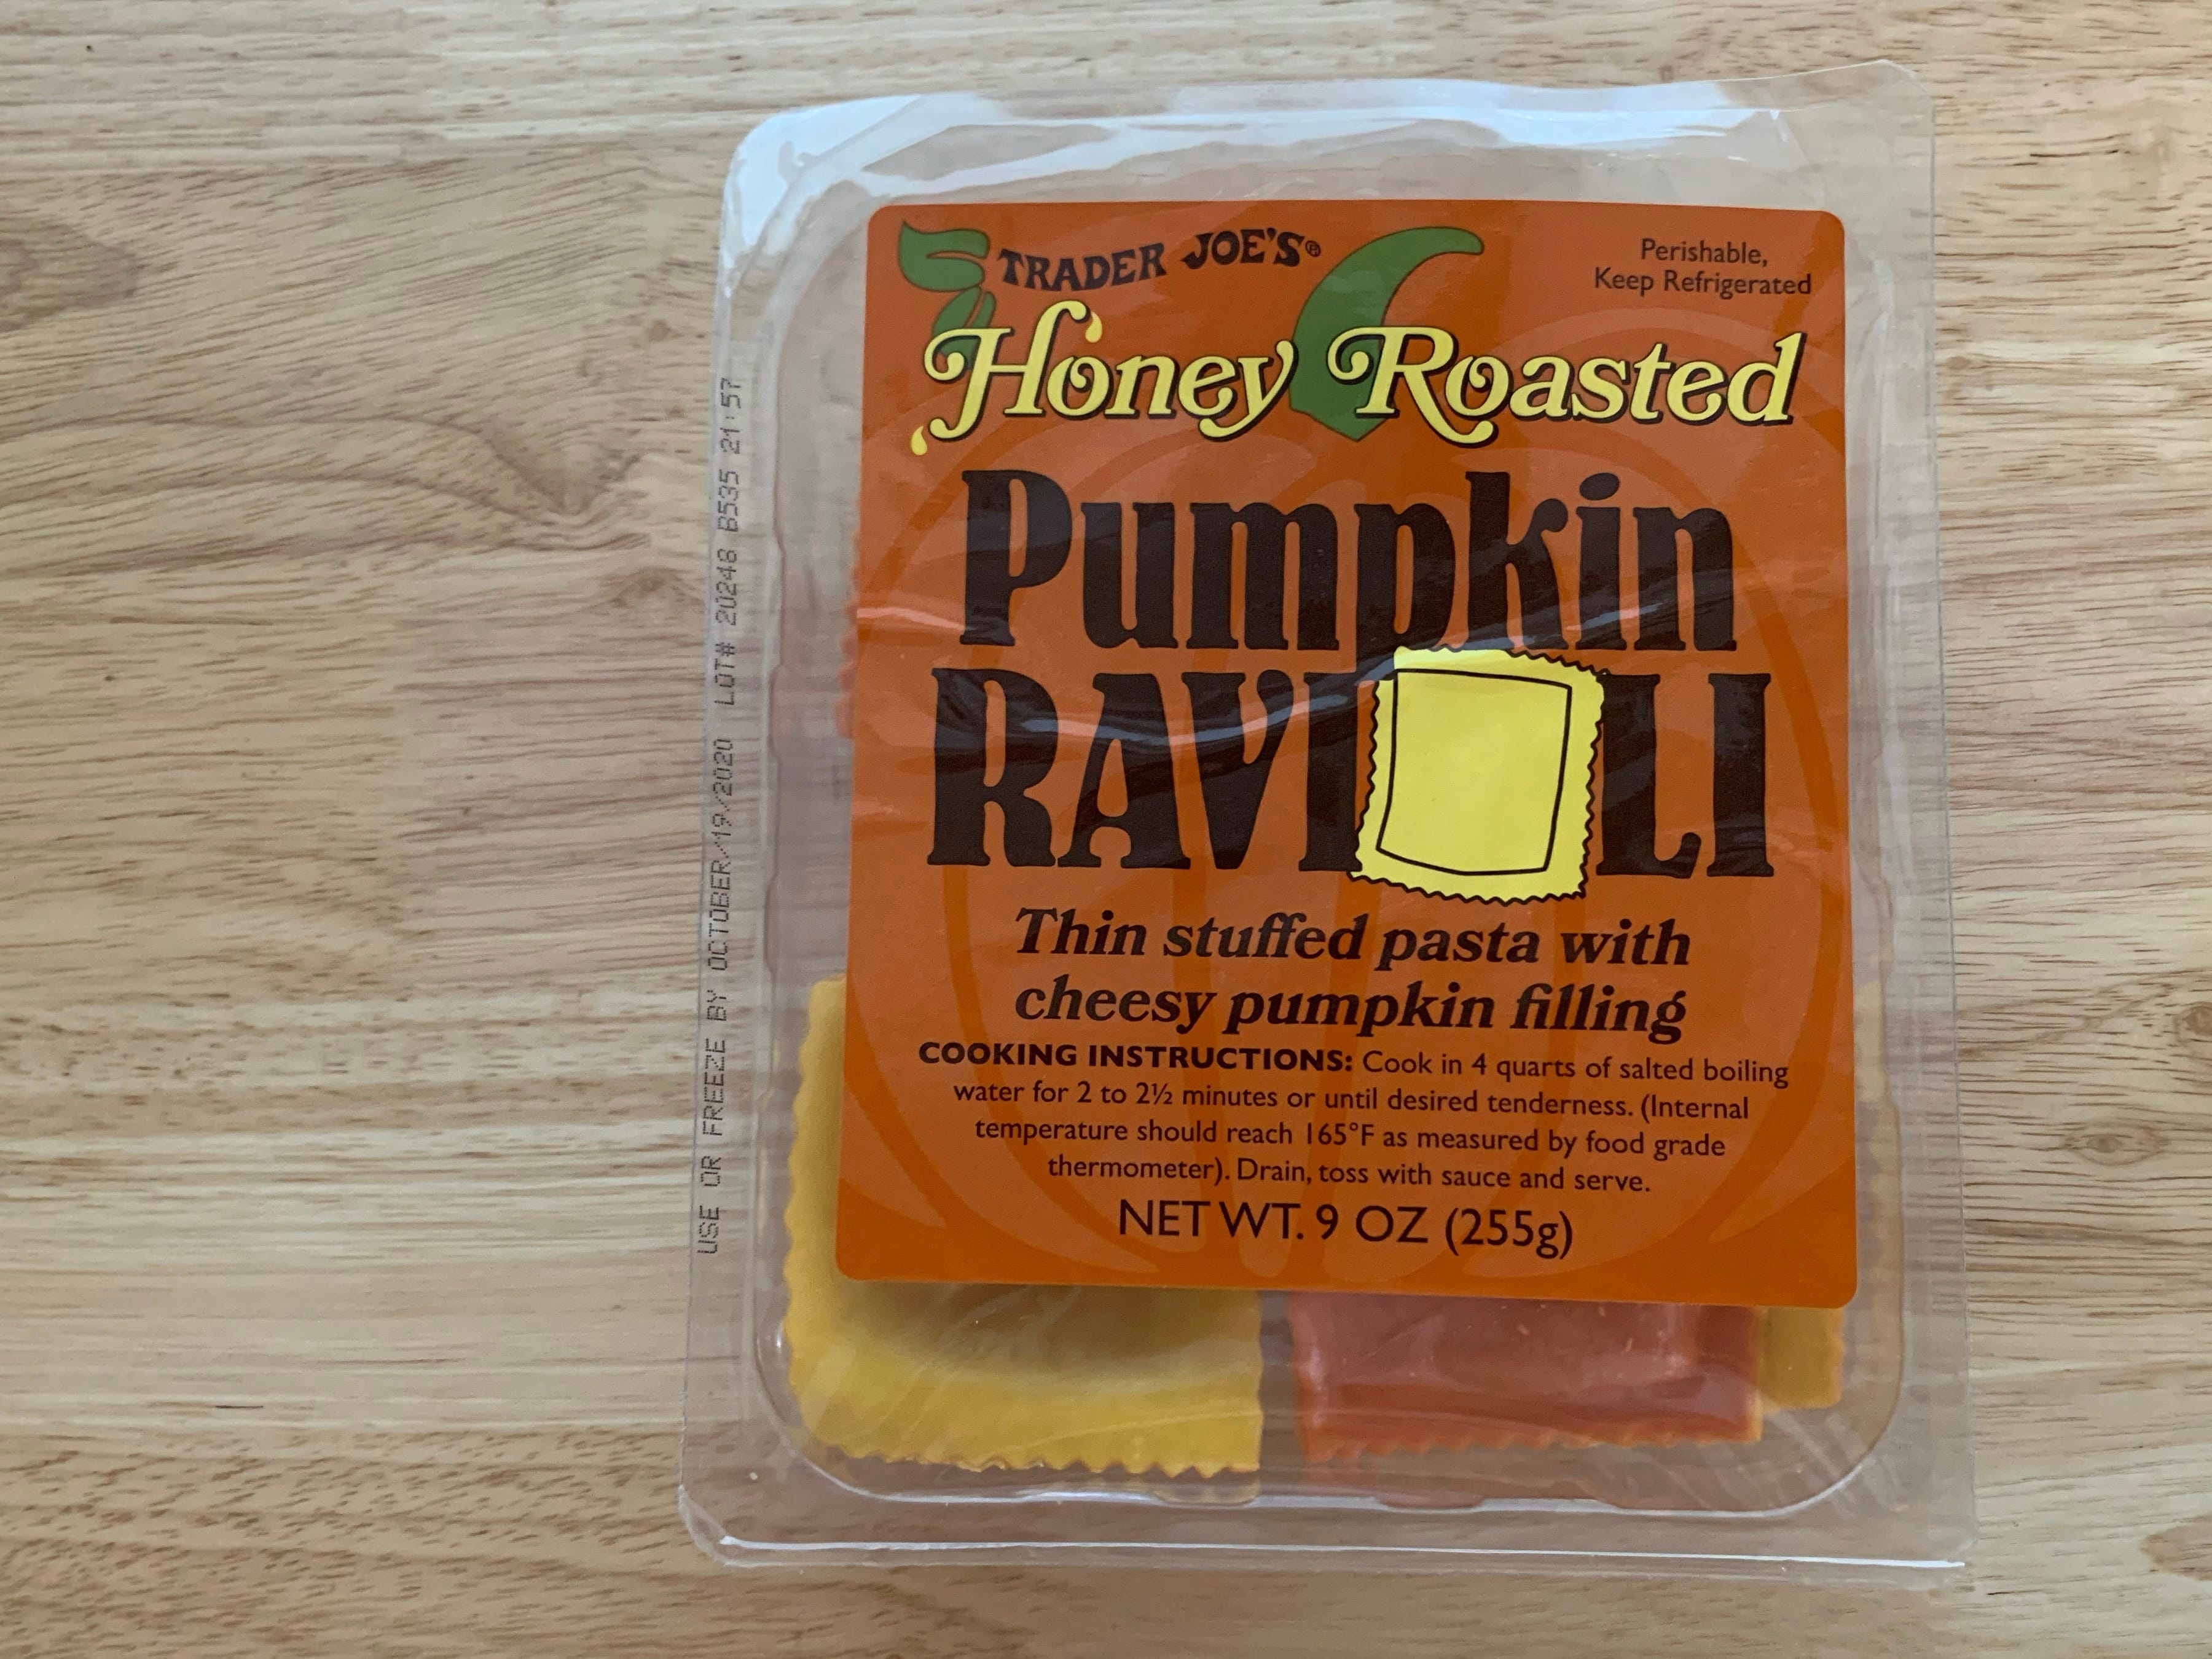 TRADER JOE'S®
Perishable,
Keep Refrigerated
Honey Roasted
Pumpkin
RAVIOLI
Thin stuffed pasta with
cheesy pumpkin filling
COOKING INSTRUCTIONS: Cook in 4 quarts of salted boiling
water for 2 to 2½ minutes or until desired tenderness. (Internal
temperature should reach 165°F as measured by food grade
thermometer). Drain, toss with sauce and serve.
NET WT. 9 OZ (255g)
USE OR FREEZE BY OCTOBER/19/2020 LOT# 20248 B535 21:57